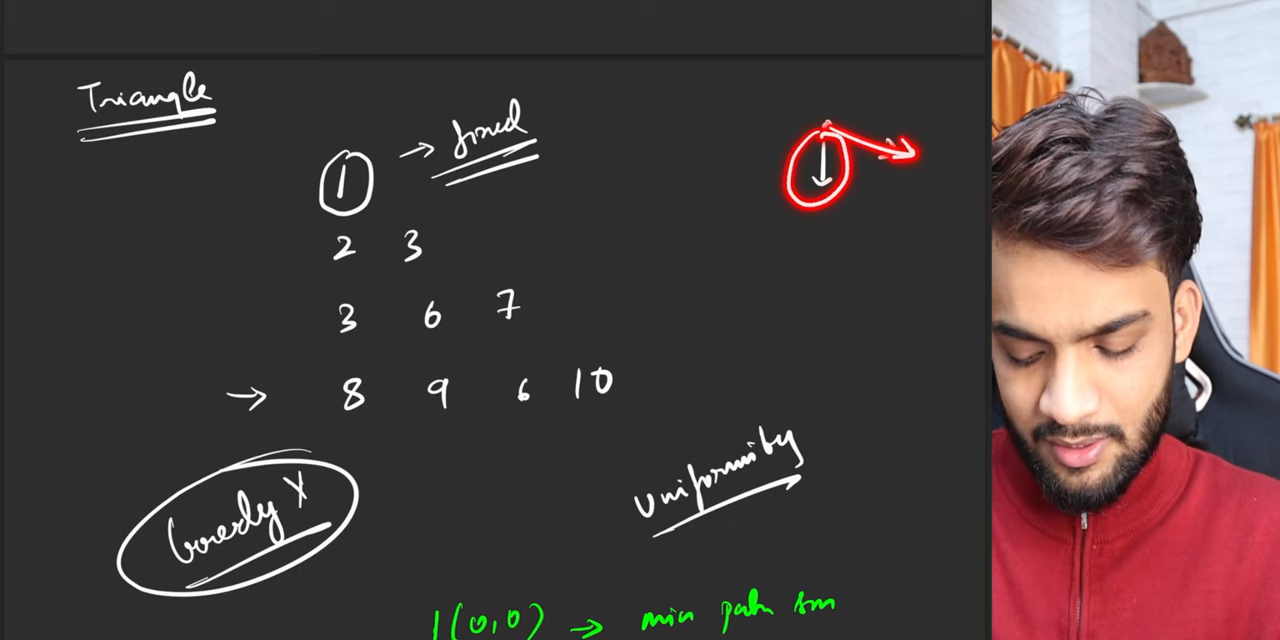 Triangle
1 → fixed
2 3
3 6 7
→ 8 9 6 10
Greedy X
Uniformity
f(0,0) → min path sum